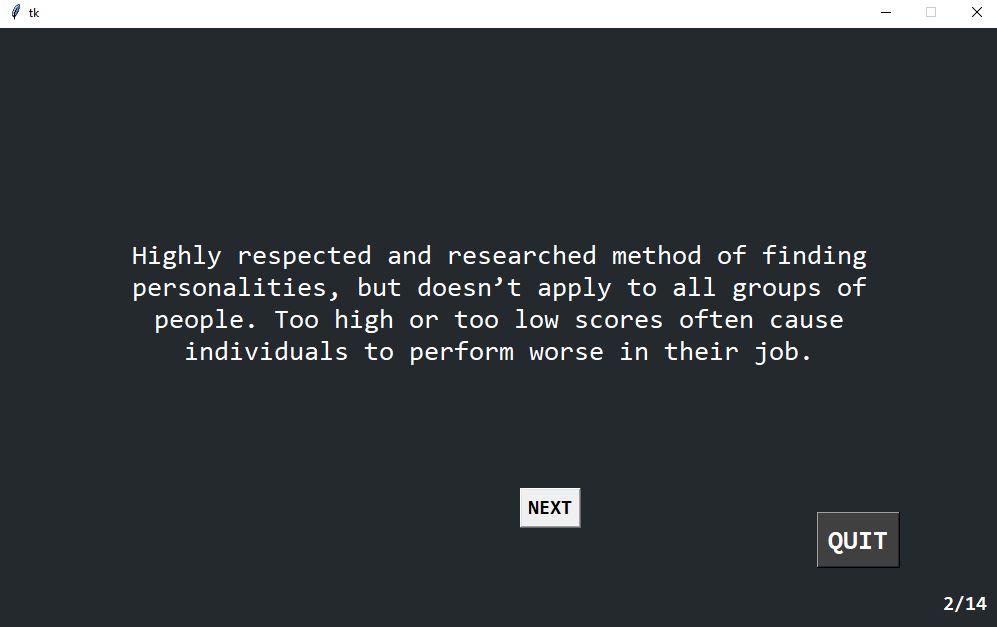 tk
Highly respected and researched method of finding
personalities, but doesn’t apply to all groups of
people. Too high or too low scores often cause
individuals to perform worse in their job.
NEXT
QUIT
2/14